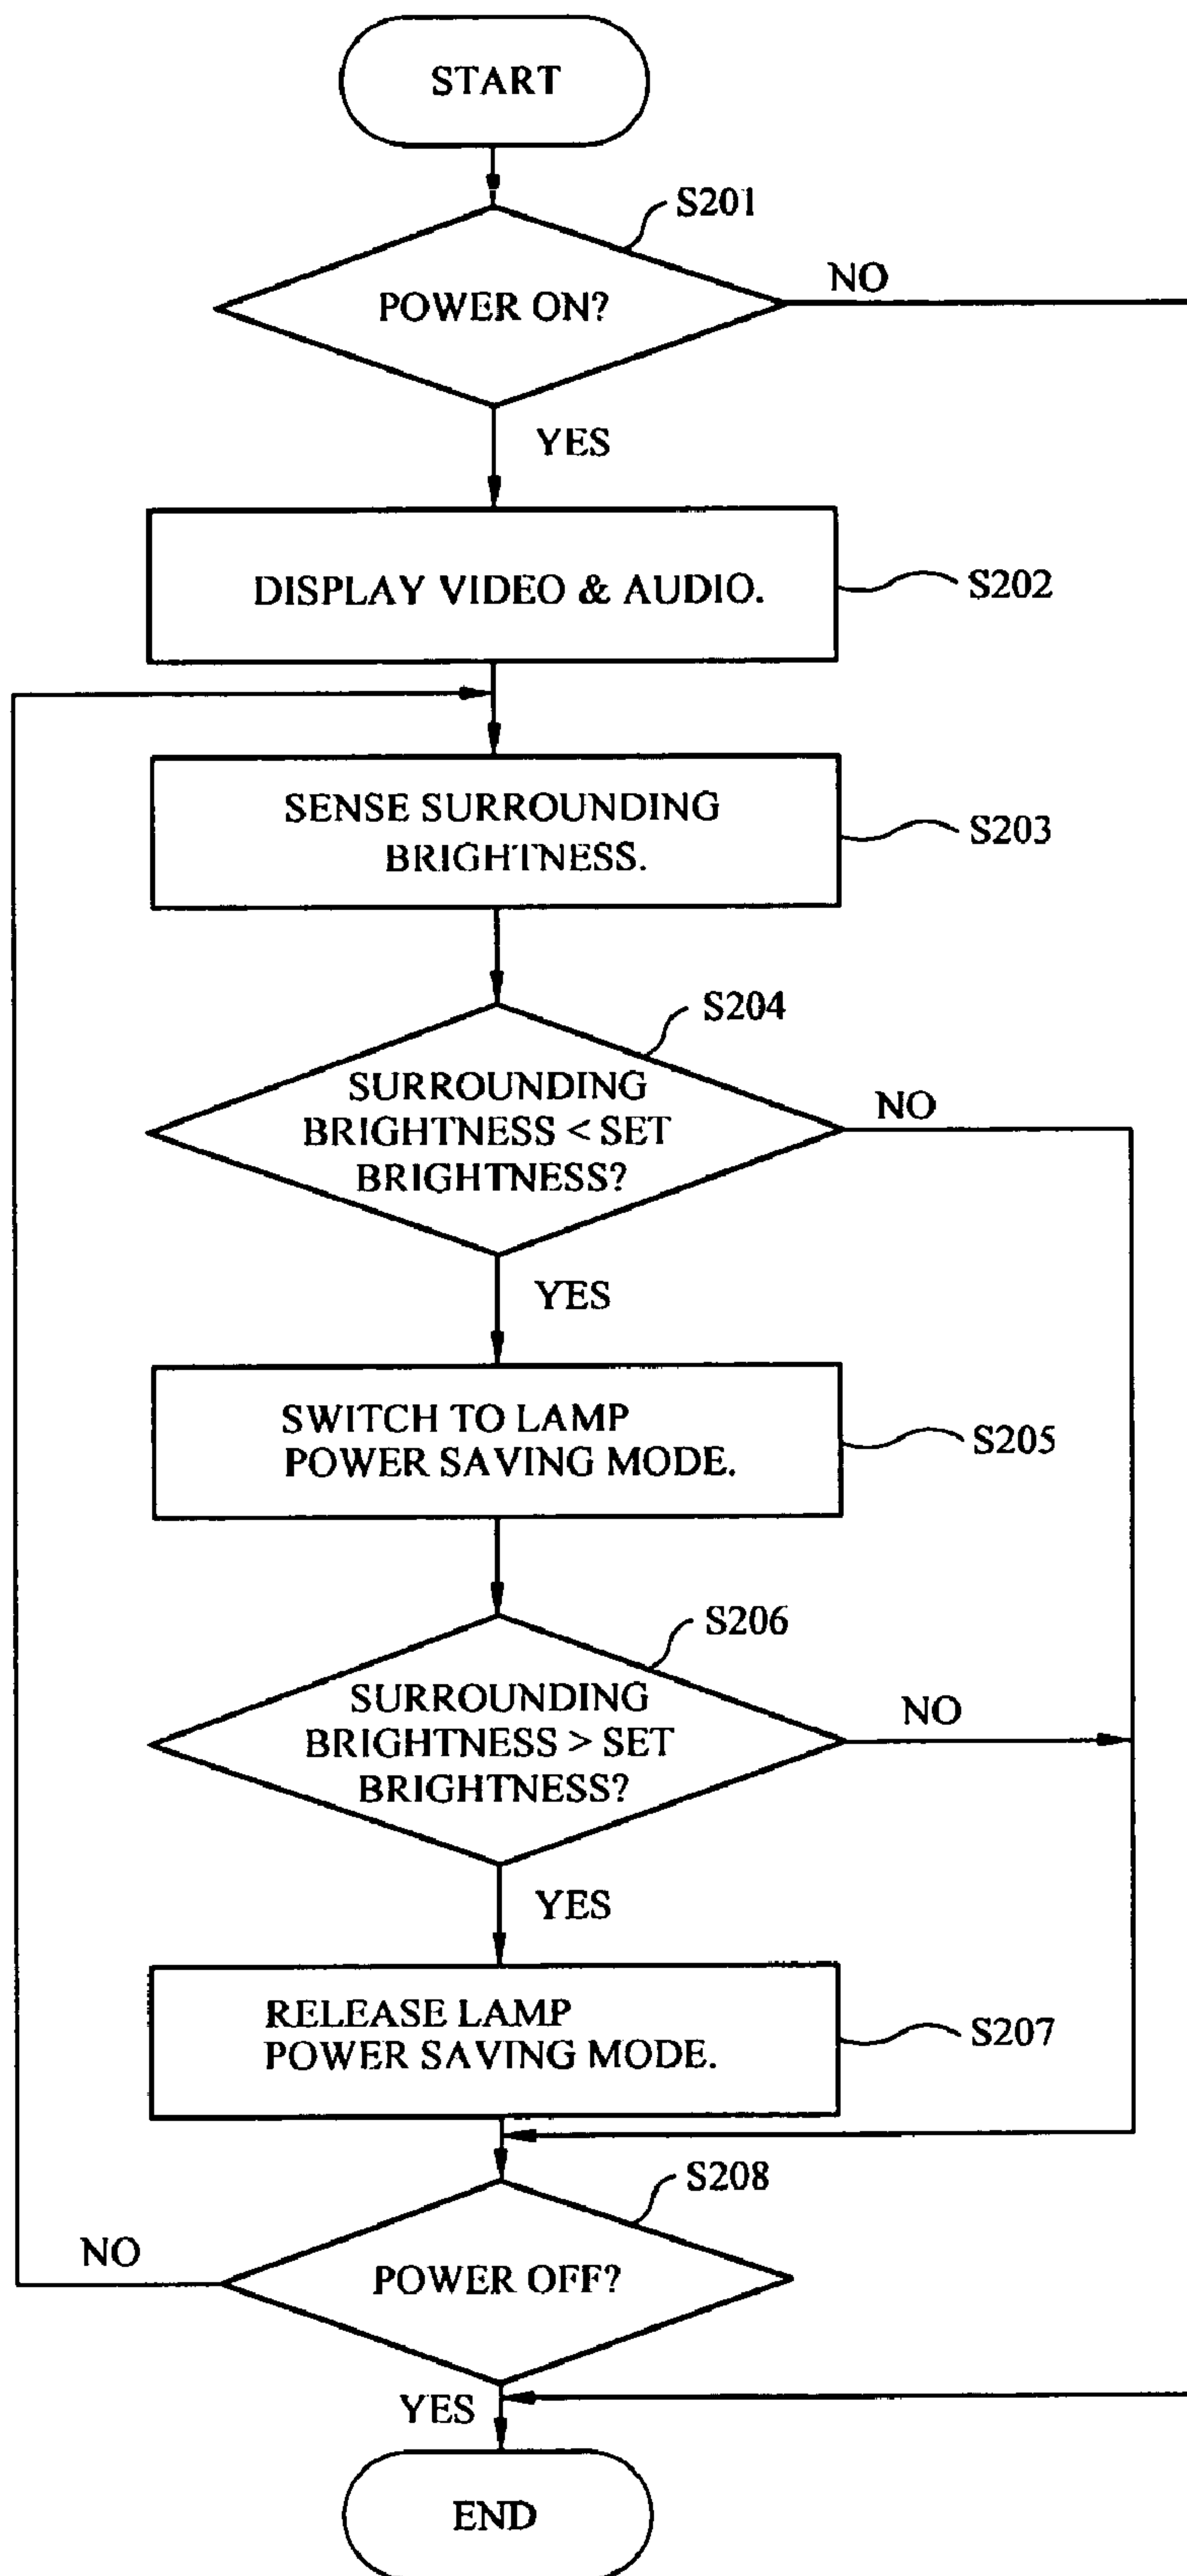 START
S201
POWER ON?
NO
YES
DISPLAY VIDEO & AUDIO.
S202
SENSE SURROUNDING
BRIGHTNESS.
S203
S204
SURROUNDING
BRIGHTNESS < SET
BRIGHTNESS?
NO
YES
SWITCH TO LAMP
POWER SAVING MODE.
S205
S206
SURROUNDING
BRIGHTNESS > SET
BRIGHTNESS?
NO
YES
RELEASE LAMP
POWER SAVING MODE.
S207
S208
NO
POWER OFF?
YES
END